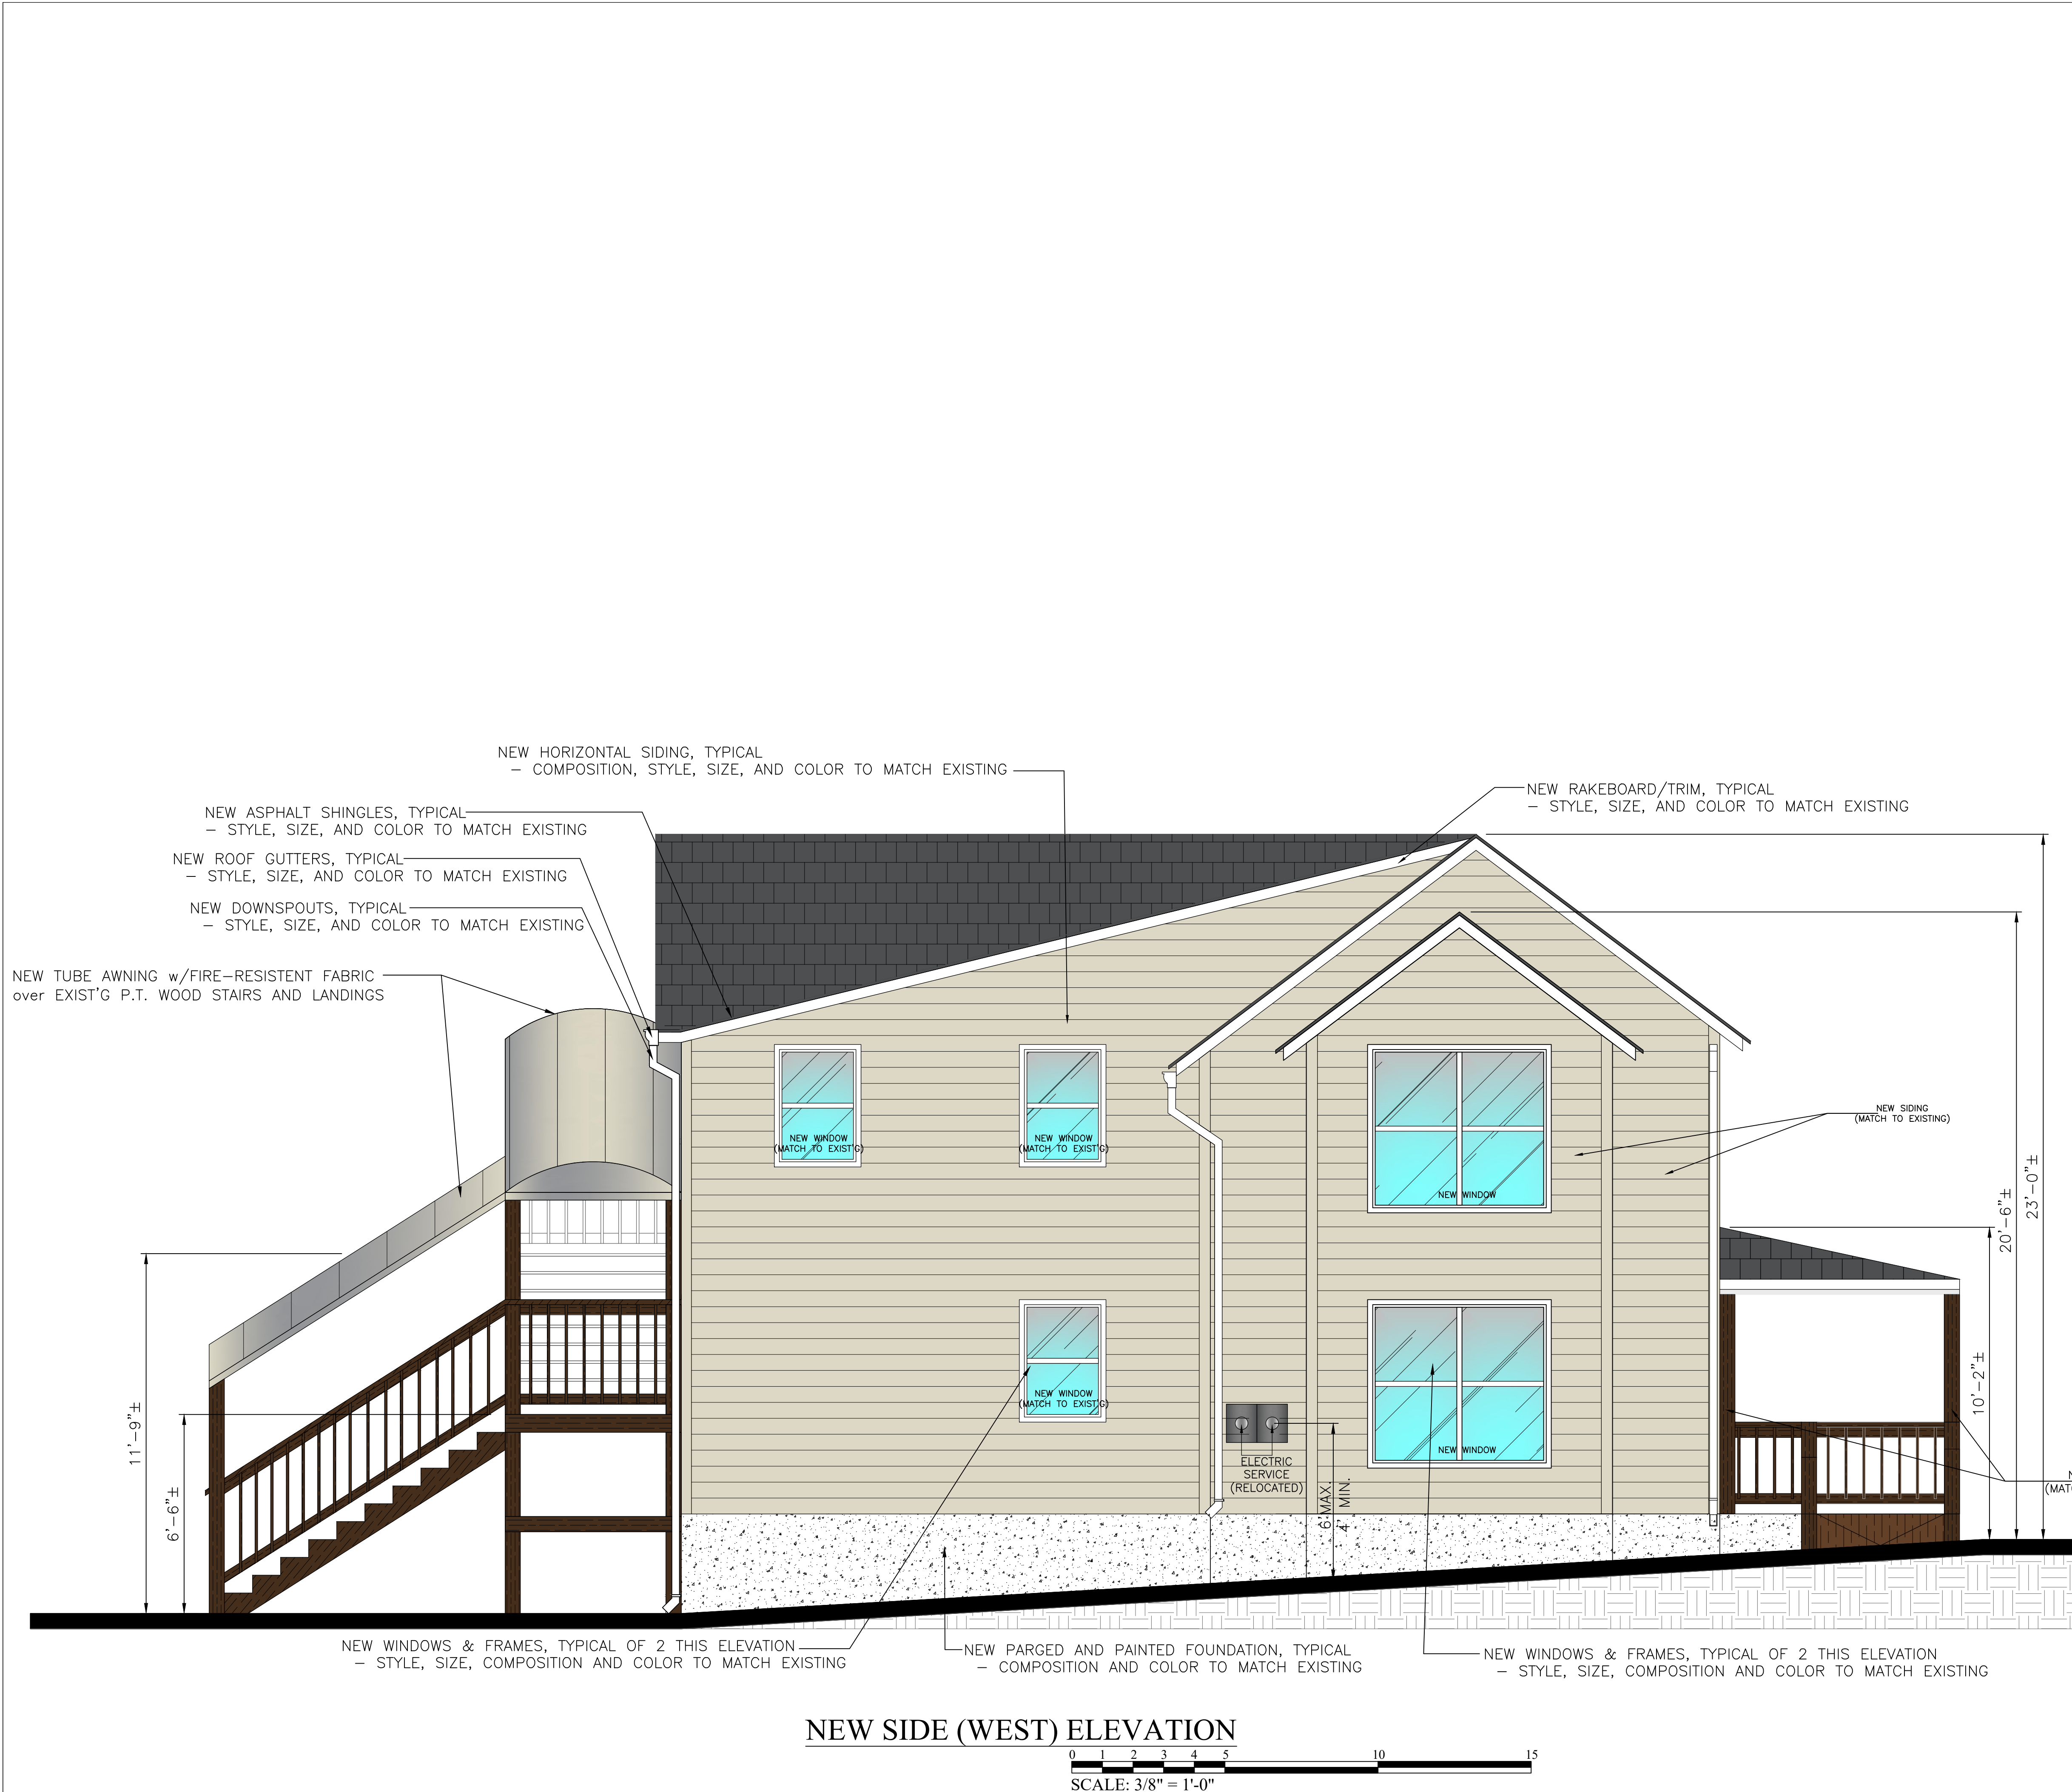 NEW HORIZONTAL SIDING, TYPICAL
– COMPOSITION, STYLE, SIZE, AND COLOR TO MATCH EXISTING
NEW RAKEBOARD/TRIM, TYPICAL
– STYLE, SIZE, AND COLOR TO MATCH EXISTING
NEW ASPHALT SHINGLES, TYPICAL
– STYLE, SIZE, AND COLOR TO MATCH EXISTING
NEW ROOF GUTTERS, TYPICAL
– STYLE, SIZE, AND COLOR TO MATCH EXISTING
NEW DOWNSPOUTS, TYPICAL
– STYLE, SIZE, AND COLOR TO MATCH EXISTING
NEW TUBE AWNING w/FIRE–RESISTENT FABRIC
over EXIST'G P.T. WOOD STAIRS AND LANDINGS
NEW WINDOW
(MATCH TO EXIST'G)
NEW WINDOW
(MATCH TO EXIST'G)
NEW WINDOW
NEW SIDING
(MATCH TO EXISTING)
23'–0"±
20'–6"±
10'–2"±
11'–9"±
6'–6"±
NEW WINDOW
(MATCH TO EXIST'G)
NEW WINDOW
ELECTRIC
SERVICE
(RELOCATED)
6' MAX.
4' MIN.
N
(MAT
NEW WINDOWS & FRAMES, TYPICAL OF 2 THIS ELEVATION
– STYLE, SIZE, COMPOSITION AND COLOR TO MATCH EXISTING
NEW PARGED AND PAINTED FOUNDATION, TYPICAL
– COMPOSITION AND COLOR TO MATCH EXISTING
NEW WINDOWS & FRAMES, TYPICAL OF 2 THIS ELEVATION
– STYLE, SIZE, COMPOSITION AND COLOR TO MATCH EXISTING
NEW SIDE (WEST) ELEVATION
0 1 2 3 4 5 10 15
SCALE: 3/8" = 1'-0"